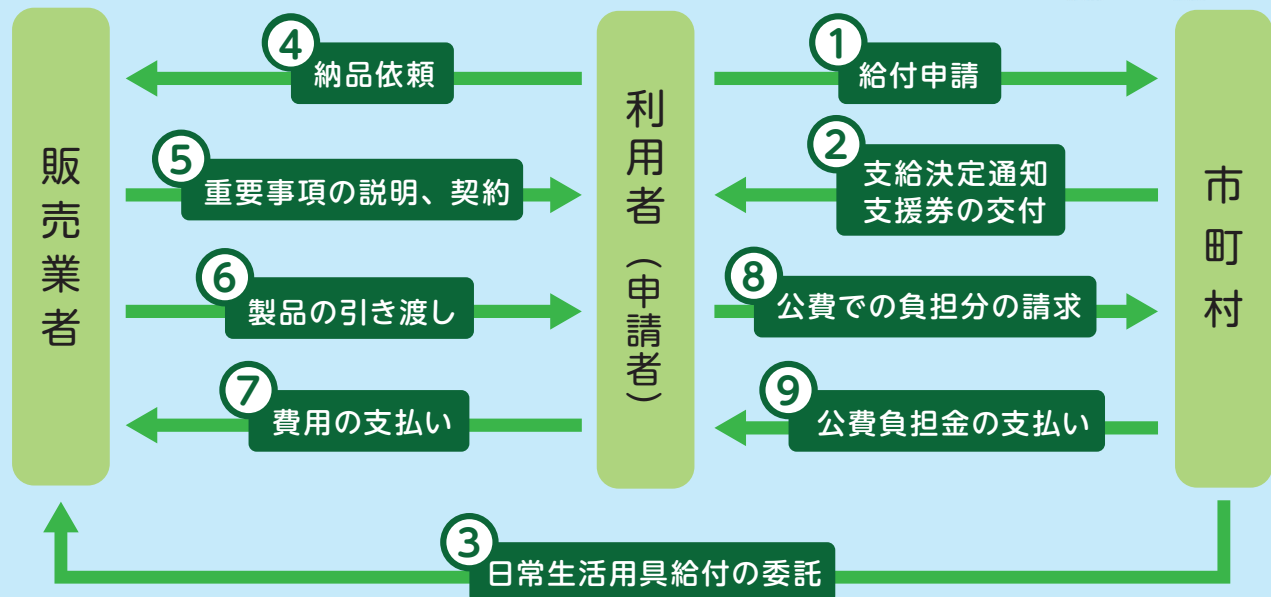 販売業者
利用者（申請者）
市町村
① 給付申請
② 支給決定通知
支援券の交付
③ 日常生活用具給付の委託
④ 納品依頼
⑤ 重要事項の説明、契約
⑥ 製品の引き渡し
⑦ 費用の支払い
⑧ 公費での負担分の請求
⑨ 公費負担金の支払い